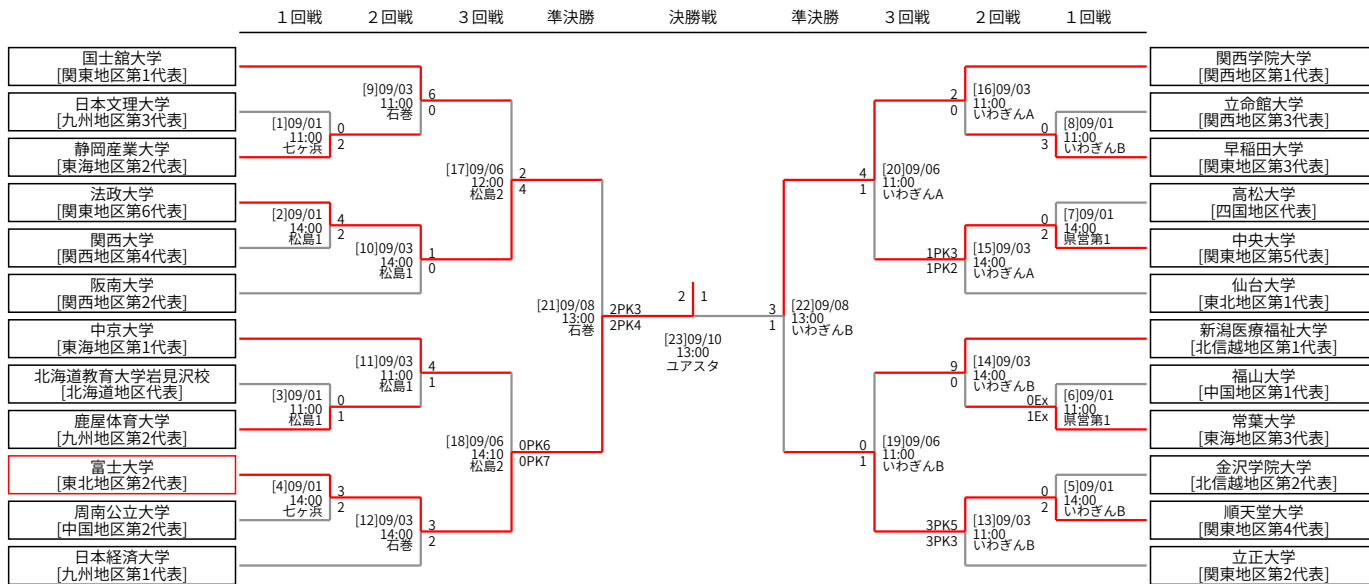 １回戦 ２回戦 ３回戦 準決勝 決勝戦 準決勝 ３回戦 ２回戦 １回戦
国士舘大学
[関東地区第1代表]
日本文理大学
[九州地区第3代表]
静岡産業大学
[東海地区第2代表]
法政大学
[関東地区第6代表]
関西大学
[関西地区第4代表]
阪南大学
[関西地区第2代表]
中京大学
[東海地区第1代表]
北海道教育大学岩見沢校
[北海道地区代表]
鹿屋体育大学
[九州地区第2代表]
富士大学
[東北地区第2代表]
周南公立大学
[中国地区第2代表]
日本経済大学
[九州地区第1代表]
[1]09/01
11:00
七ヶ浜
0
2
[2]09/01
14:00
松島1
4
2
[3]09/01
11:00
松島1
0
1
[4]09/01
14:00
七ヶ浜
3
2
[9]09/03
11:00
石巻
6
0
[10]09/03
14:00
松島1
1
0
[11]09/03
11:00
松島1
4
1
[12]09/03
14:00
石巻
3
2
[17]09/06
12:00
松島2
2
4
[18]09/06
14:10
松島2
0PK6
0PK7
[21]09/08
13:00
石巻
2PK3
2PK4
2 1
[23]09/10
13:00
ユアスタ
3
1
[22]09/08
13:00
いわぎんB
4
1
[20]09/06
11:00
いわぎんA
0
1
[19]09/06
11:00
いわぎんB
2
0
[16]09/03
11:00
いわぎんA
1PK3
1PK2
[15]09/03
14:00
いわぎんA
9
0
[14]09/03
14:00
いわぎんB
3PK5
3PK3
[13]09/03
11:00
いわぎんB
0
3
[8]09/01
11:00
いわぎんB
0
2
[7]09/01
14:00
県営第1
0Ex
1Ex
[6]09/01
11:00
県営第1
0
2
[5]09/01
14:00
いわぎんB
関西学院大学
[関西地区第1代表]
立命館大学
[関西地区第3代表]
早稲田大学
[関東地区第3代表]
高松大学
[四国地区代表]
中央大学
[関東地区第5代表]
仙台大学
[東北地区第1代表]
新潟医療福祉大学
[北信越地区第1代表]
福山大学
[中国地区第1代表]
常葉大学
[東海地区第3代表]
金沢学院大学
[北信越地区第2代表]
順天堂大学
[関東地区第4代表]
立正大学
[関東地区第2代表]